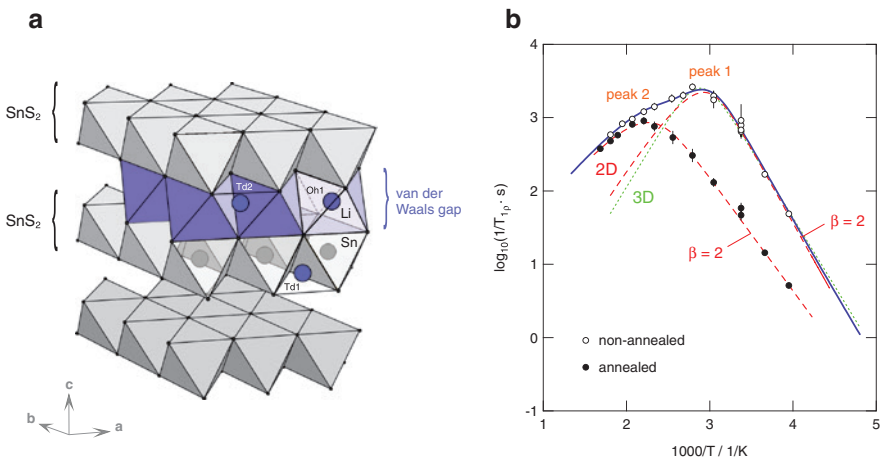 a
SnS2
SnS2
Td2
Oh1
Li
Sn
Td1
van der
Waals gap
c
b
a
b
4
3
2
1
0
-1
log10(1/T1ρ · s)
peak 1
peak 2
2D
3D
β = 2
β = 2
non-annealed
annealed
1
2
3
4
5
1000/T / 1/K